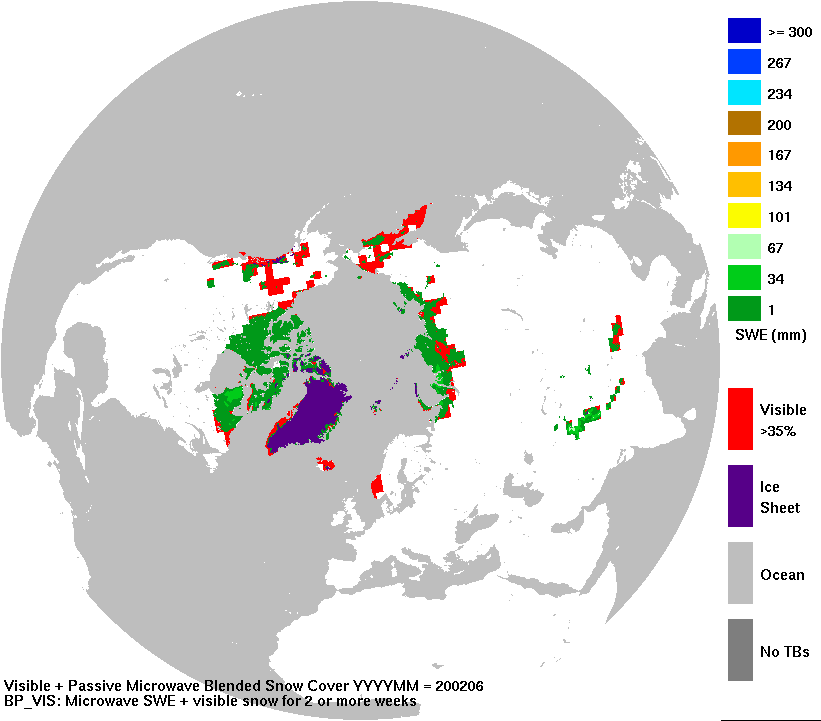 >= 300
267
234
200
167
134
101
67
34
1
SWE (mm)
Visible
>35%
Ice
Sheet
Ocean
No TBs
Visible + Passive Microwave Blended Snow Cover YYYYMM = 200206
BP_VIS: Microwave SWE + visible snow for 2 or more weeks